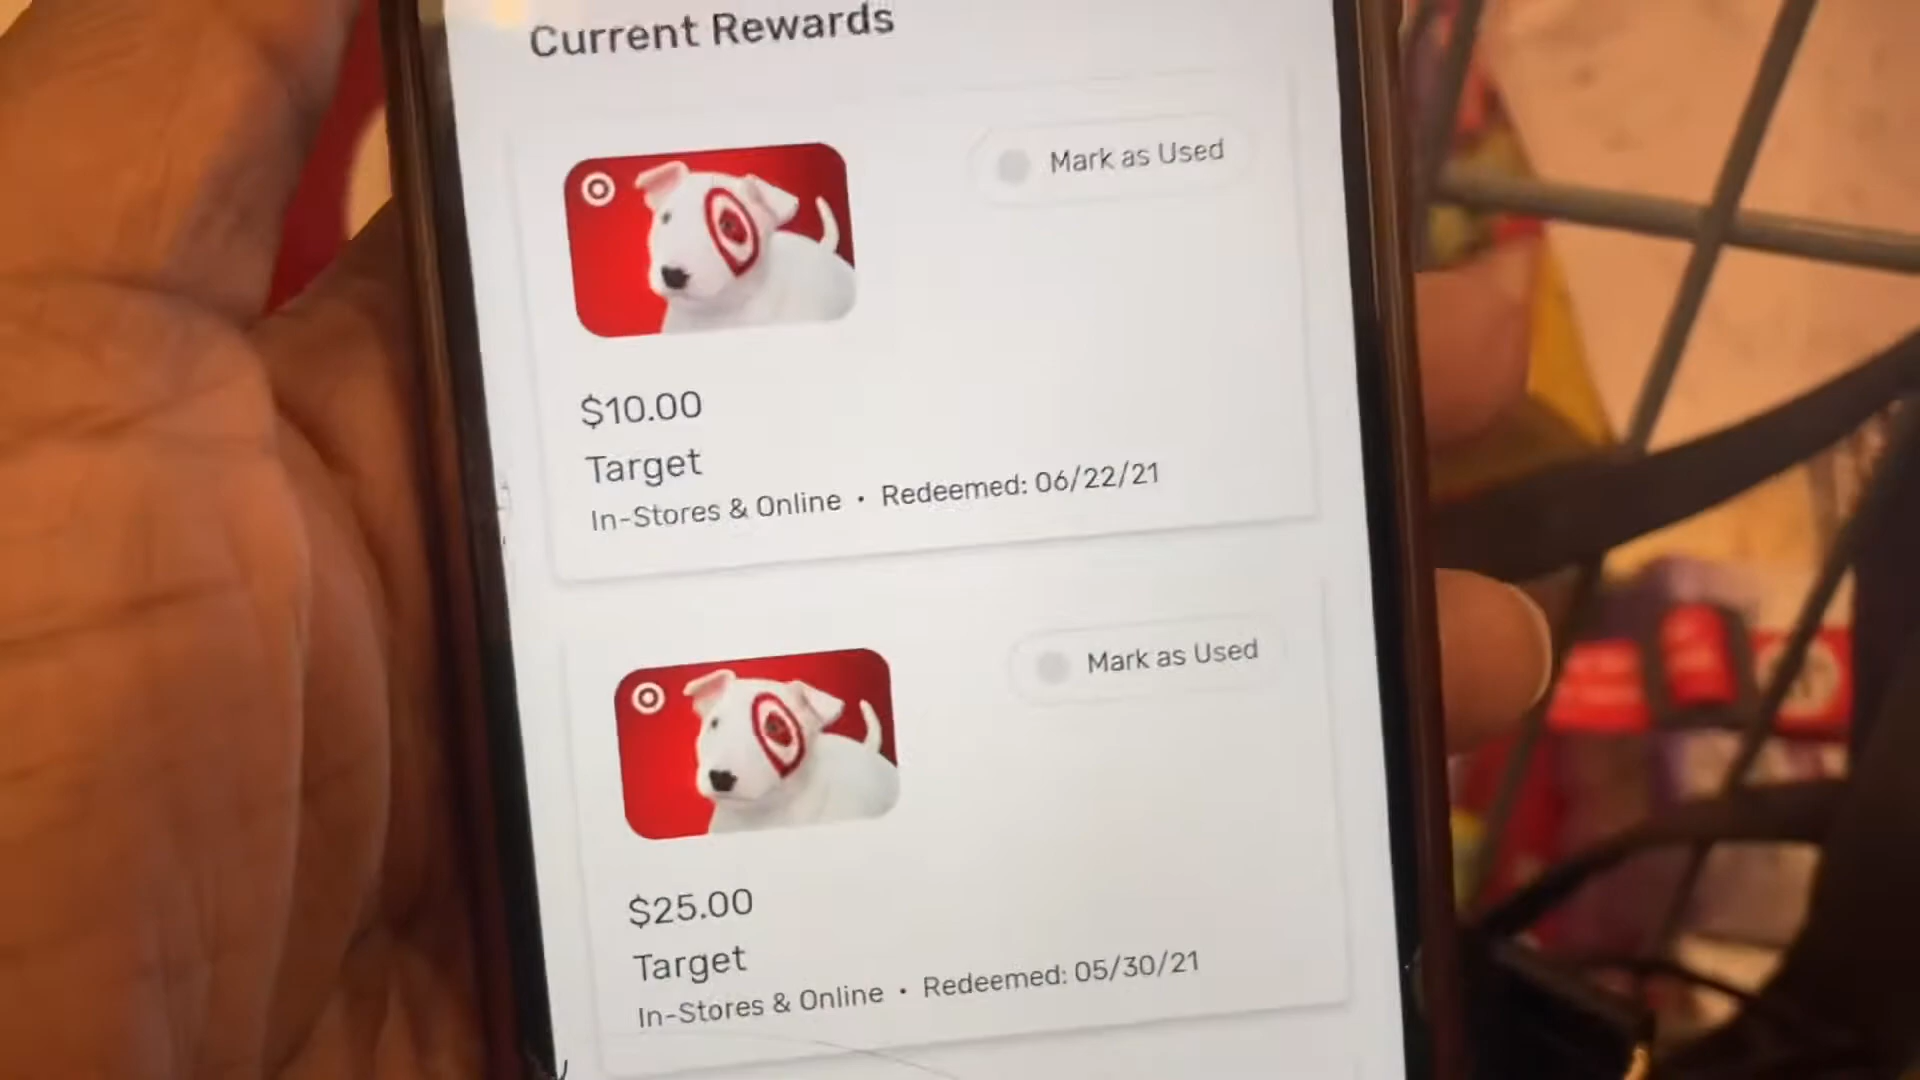 Current Rewards
Mark as Used
$10.00
Target
In-Stores & Online • Redeemed: 06/22/21
Mark as Used
$25.00
Target
In-Stores & Online • Redeemed: 05/30/21